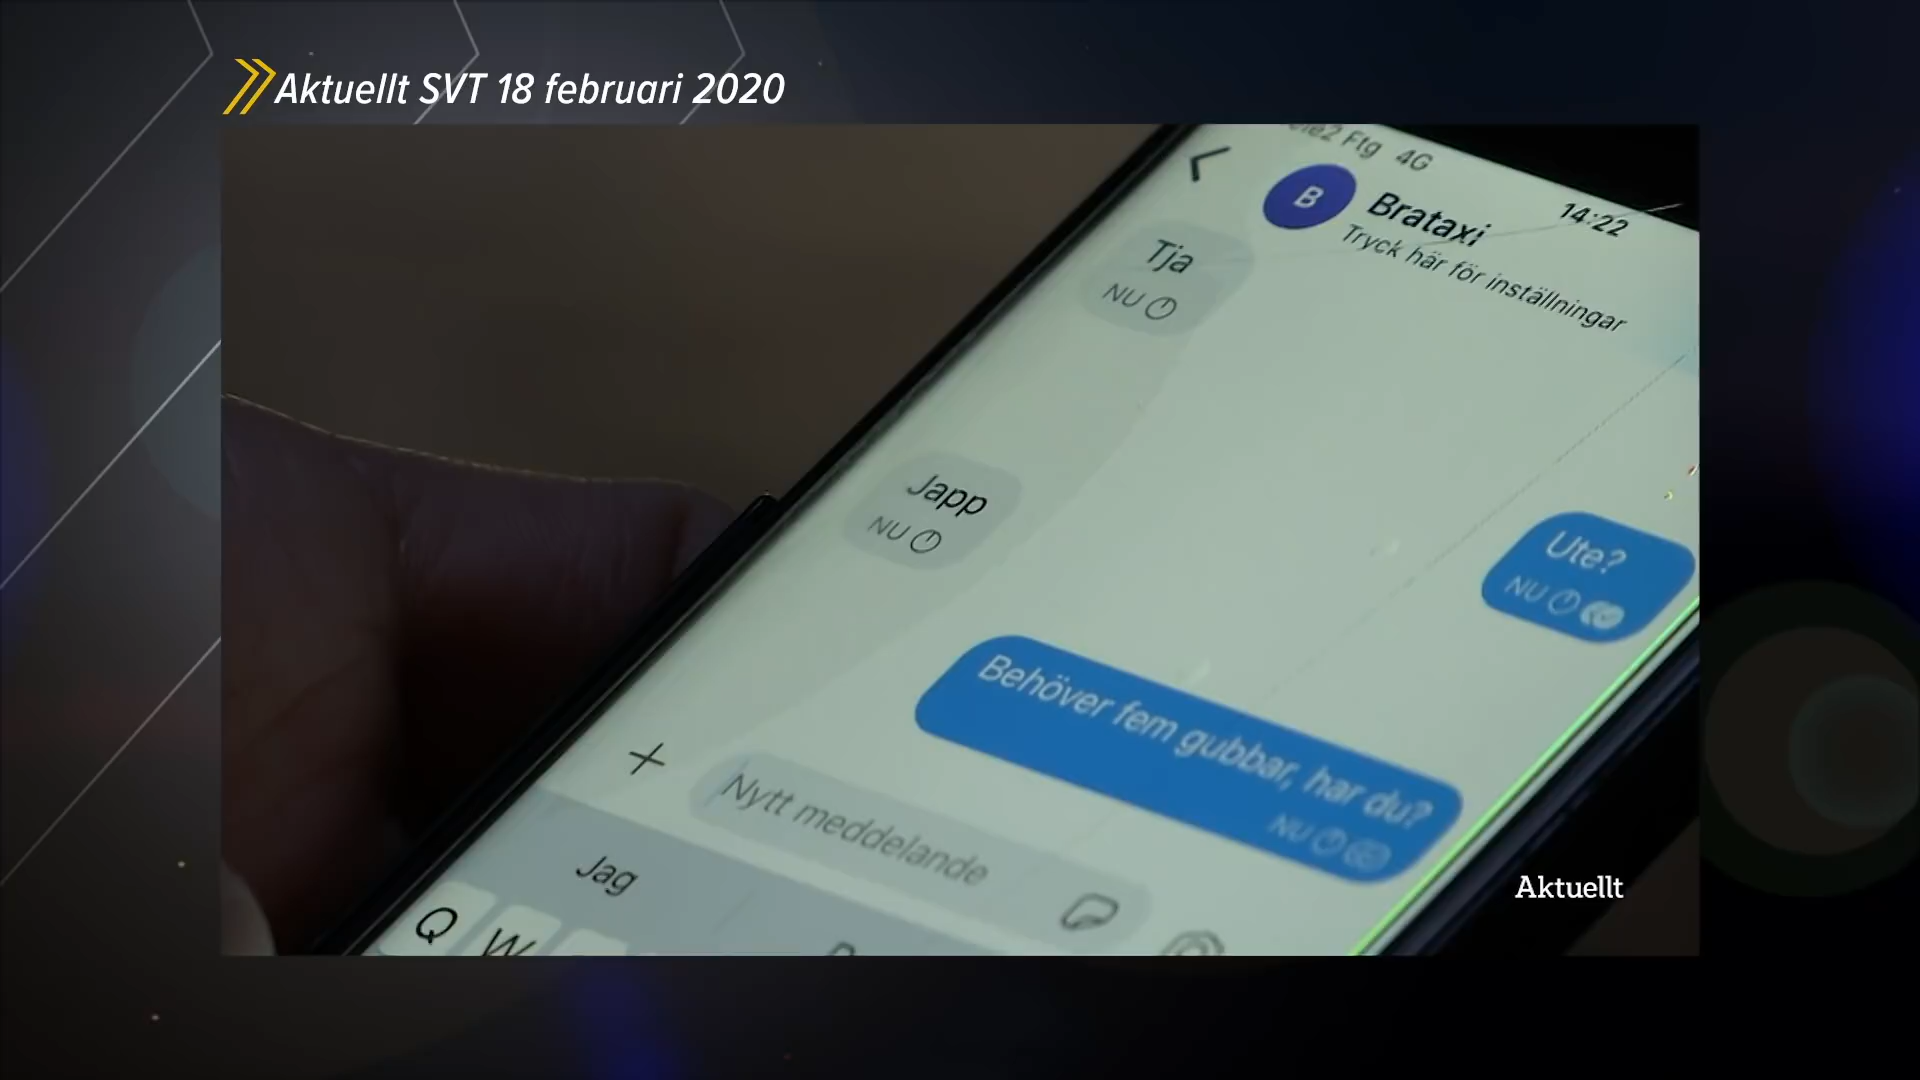 Aktuellt SVT 18 februari 2020
Ftg 4G
14:22
B
Brataxi
Tryck här för inställningar
Tja
NU
Japp
NU
Ute?
NU
Behöver fem gubbar, har du?
NU
Nytt meddelande
Jag
Q W
Aktuellt